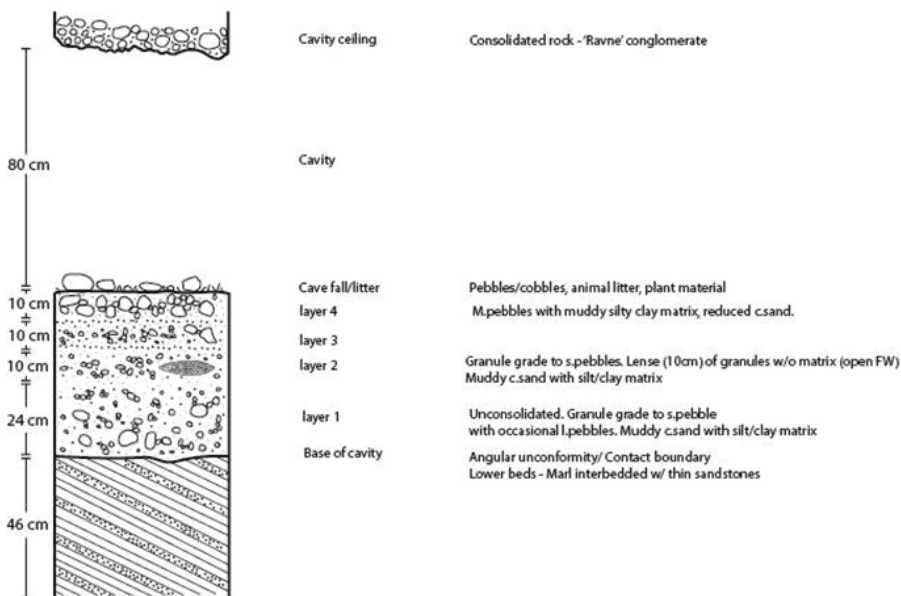 Cavity ceiling Consolidated rock -'Ravne' conglomerate
80 cm Cavity
Cave fall/litter Pebbles/cobbles, animal litter, plant material
10 cm layer 4 M.pebbles with muddy silty clay matrix, reduced c.sand.
10 cm layer 3
10 cm layer 2 Granule grade to s.pebbles. Lense (10cm) of granules w/o matrix (open FW)
Muddy c.sand with silt/clay matrix
24 cm layer 1 Unconsolidated. Granule grade to s.pebble
with occasional l.pebbles. Muddy c.sand with silt/clay matrix
Base of cavity Angular unconformity/ Contact boundary
Lower beds - Marl interbedded w/ thin sandstones
46 cm